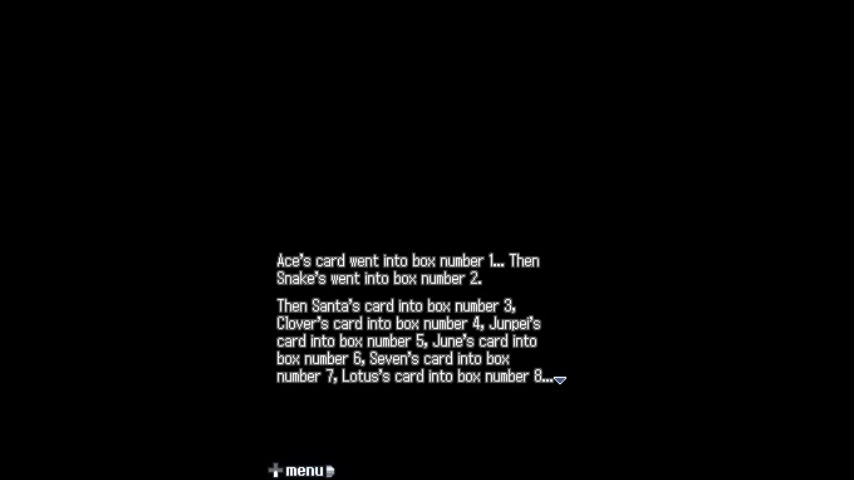 Ace's card went into box number 1... Then
Snake's went into box number 2.
Then Santa's card into box number 3,
Clover's card into box number 4, Junpei's
card into box number 5, June's card into
box number 6, Seven's card into box
number 7, Lotus's card into box number 8...
menu